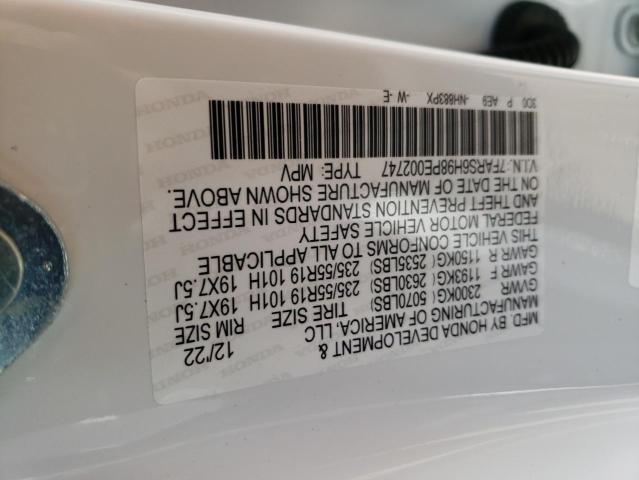 MFD. BY HONDA DEVELOPMENT & 12/'22
MANUFACTURING OF AMERICA, LLC
GVWR 2300KG(5070LBS) TIRE SIZE RIM SIZE
GAWR F 1193KG(2630LBS) 235/55R19 101H 19X7.5J
GAWR R 1150KG(2535LBS) 235/55R19 101H 19X7.5J
THIS VEHICLE CONFORMS TO ALL APPLICABLE
FEDERAL MOTOR VEHICLE SAFETY
AND THEFT PREVENTION STANDARDS IN EFFECT
ON THE DATE OF MANUFACTURE SHOWN ABOVE.
V.I.N.:7FARS6H98PE002747 TYPE: MPV
3D6 P AE9 -NH883PX -W -E